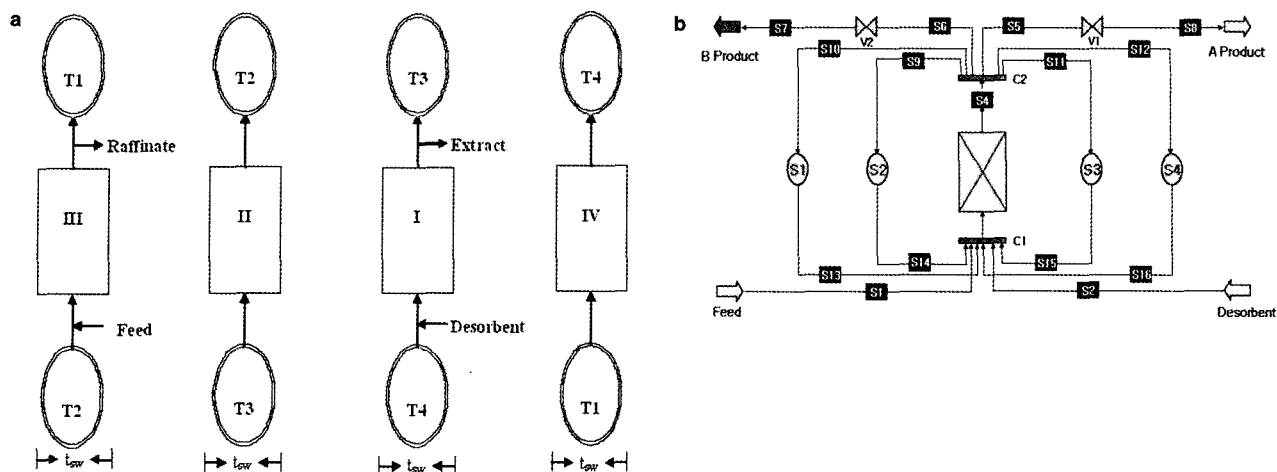 a
T1
T2
T3
T4
Raffinate
Extract
III
II
I
IV
Feed
Desorbent
T2
T3
T4
T1
t_sw
t_sw
t_sw
t_sw
b
S7
S6
S5
S8
V2
V1
B Product
A Product
S10
S9
S11
S12
C2
S4
S1
S2
S3
S4
C1
S14
S15
S13
S16
S1
S2
Feed
Desorbent